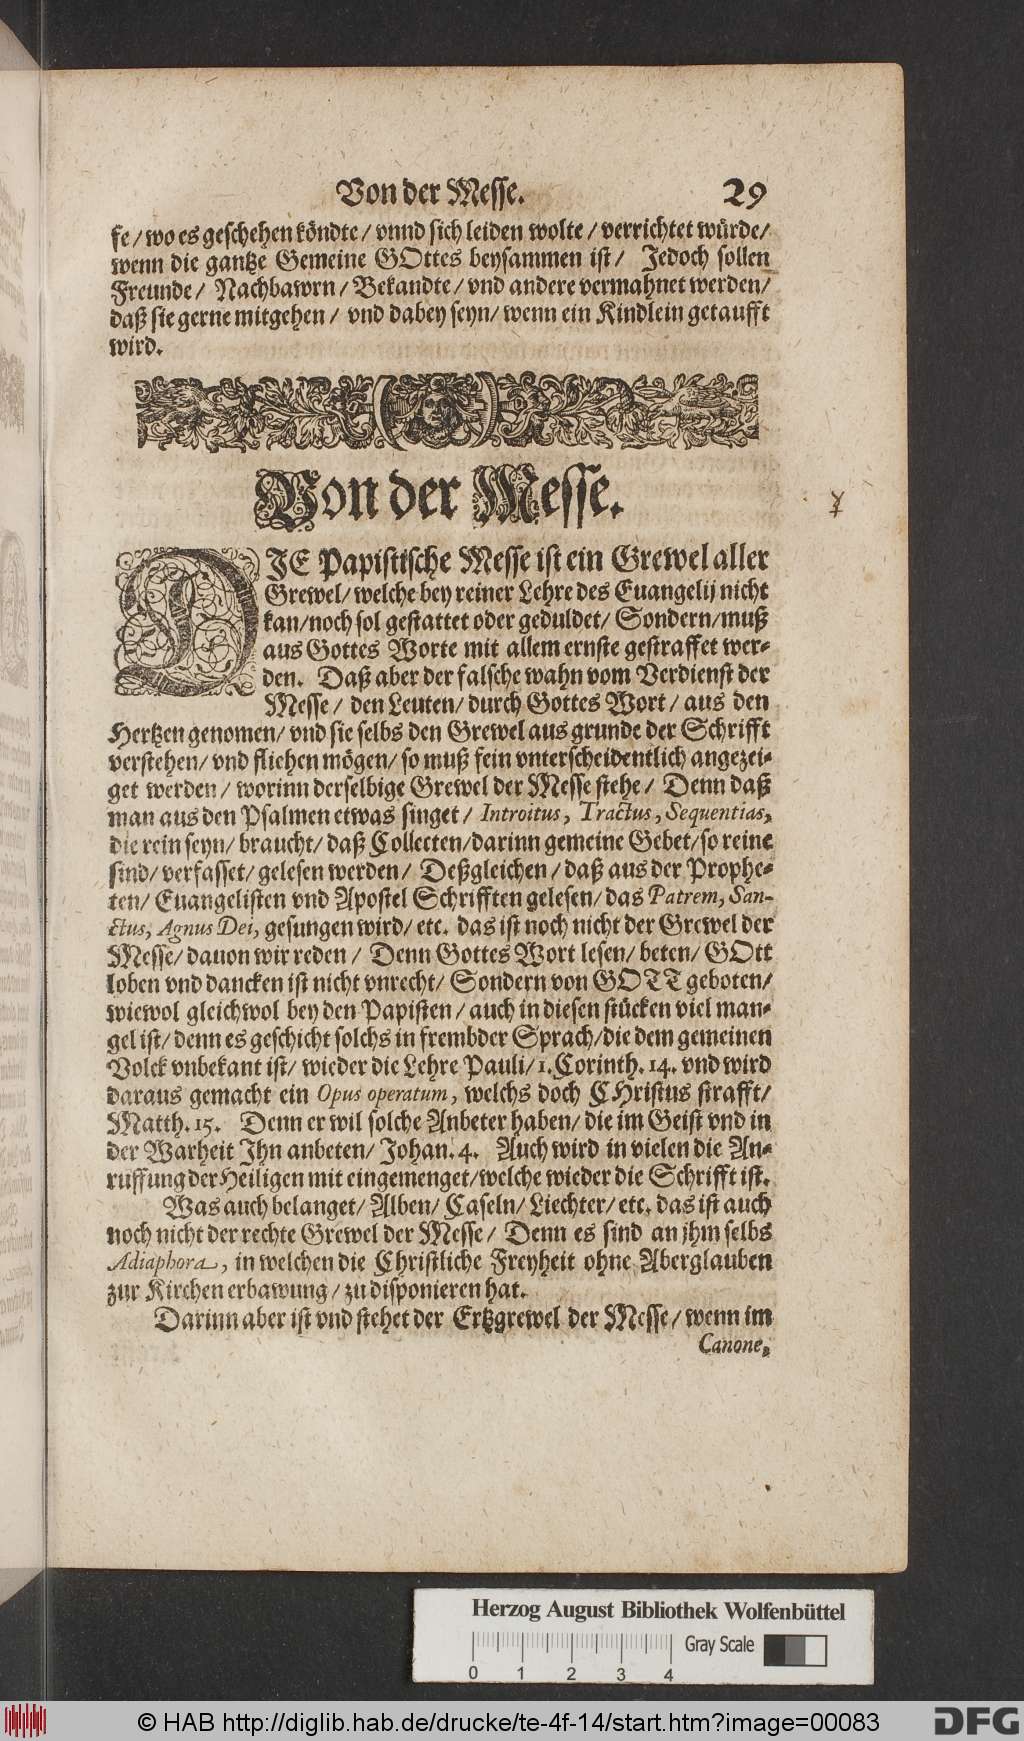 Von der Messe. 29
fe/ wo es geschehen köndte/ vnnd sich leiden wolte/ verrichtet würde/
wenn die gantze Gemeine GOttes beysammen ist/ Jedoch sollen
Freunde/ Nachbawrn/ Bekandte/ vnd andere vermahnet werden/
daß sie gerne mitgehen/ vnd dabey seyn/ wenn ein Kindlein getaufft
wird.
Von der Messe.
DIE Papistische Messe ist ein Grewel aller
Grewel/ welche bey reiner Lehre des Euangelij nicht
kan/ noch sol gestattet oder geduldet/ Sondern/ muß
aus Gottes Worte mit allem ernste gestraffet wer-
den. Daß aber der falsche wahn vom Verdienst der
Messe/ den Leuten/ durch Gottes Wort/ aus den
Hertzen genomen/ vnd sie selbs den Grewel aus grunde der Schrifft
verstehen/ vnd fliehen mögen/ so muß fein vnterscheidentlich angezei-
get werden/ worinn derselbige Grewel der Messe stehe/ Denn daß
man aus den Psalmen etwas singet/ Introitus, Tractus, Sequentias,
die rein seyn/ braucht/ daß Collecten/ darinn gemeine Gebet/ so reine
sind/ verfasset/ gelesen werden/ Deßgleichen/ daß aus der Prophe-
ten/ Euangelisten vnd Apostel Schrifften gelesen/ das Patrem, San-
ctus, Agnus Dei, gesungen wird/ etc. das ist noch nicht der Grewel der
Messe/ dauon wir reden/ Denn Gottes Wort lesen/ beten/ GOtt
loben vnd dancken ist nicht vnrecht/ Sondern von GOTT geboten/
wiewol gleichwol bey den Papisten/ auch in diesen stücken viel man-
gel ist/ denn es geschicht solchs in frembder Sprach/ die dem gemeinen
Volck vnbekant ist/ wieder die Lehre Pauli/ 1. Corinth. 14. vnd wird
daraus gemacht ein Opus operatum, welchs doch CHristus strafft/
Matth. 15. Denn er wil solche Anbeter haben/ die im Geist vnd in
der Warheit Ihn anbeten/ Johan. 4. Auch wird in vielen die An-
ruffung der Heiligen mit eingemenget/ welche wieder die Schrifft ist.
Was auch belanget/ Alben/ Caseln/ Liechter/ etc. das ist auch
noch nicht der rechte Grewel der Messe/ Denn es sind an jhm selbs
Adiaphora, in welchen die Christliche Freyheit ohne Aberglauben
zur Kirchen erbawung/ zu disponieren hat.
Darinn aber ist vnd stehet der Ertzgrewel der Messe/ wenn im
Canone,
Herzog August Bibliothek Wolfenbüttel
Gray Scale
0 1 2 3 4
© HAB http://diglib.hab.de/drucke/te-4f-14/start.htm?image=00083
DFG